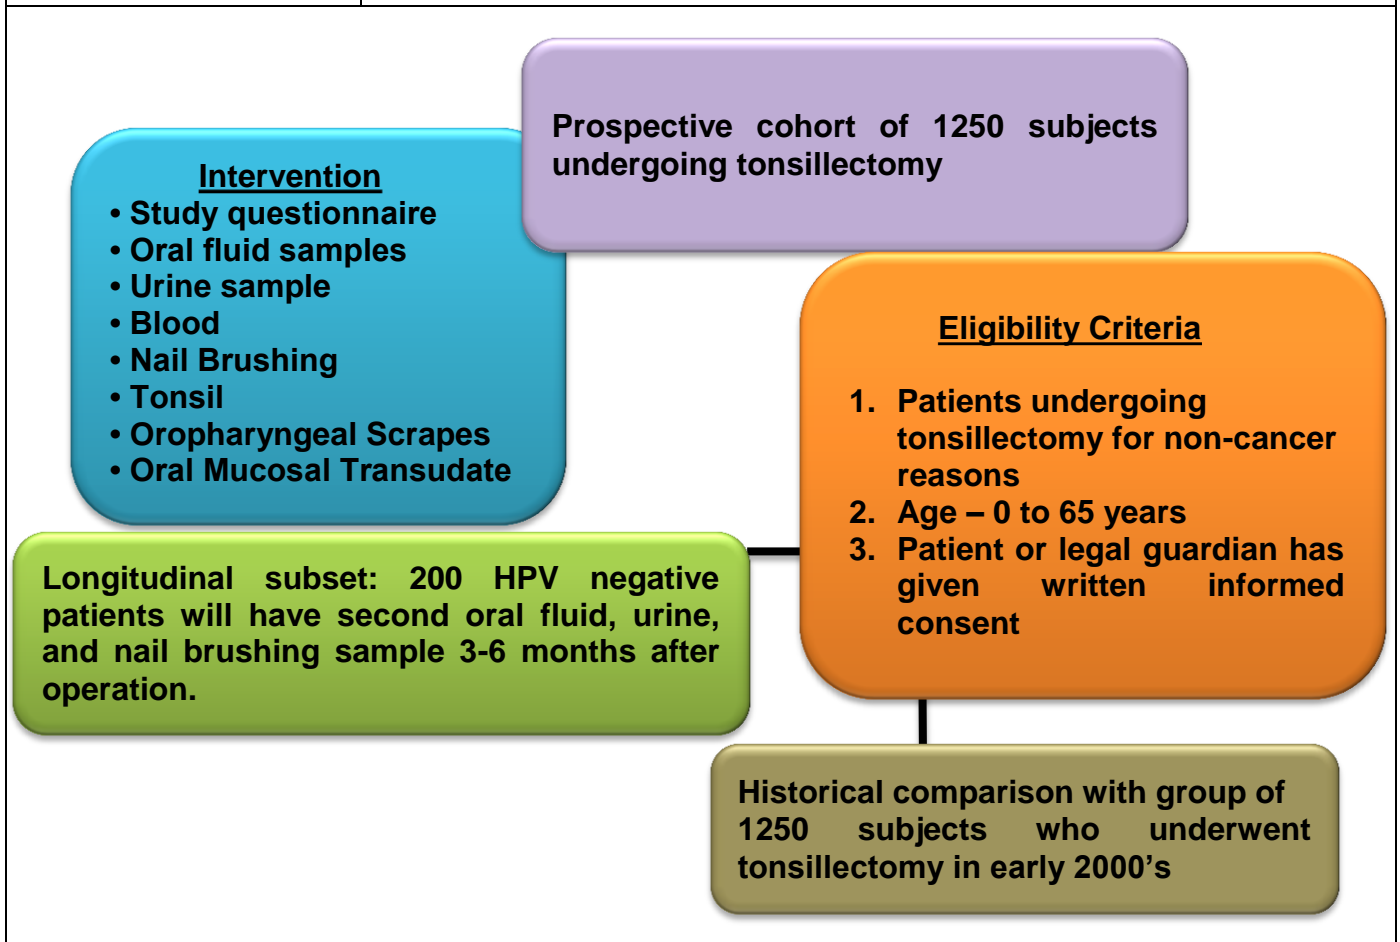 Prospective cohort of 1250 subjects
undergoing tonsillectomy
Intervention
• Study questionnaire
• Oral fluid samples
• Urine sample
• Blood
• Nail Brushing
• Tonsil
• Oropharyngeal Scrapes
• Oral Mucosal Transudate
Eligibility Criteria
1. Patients undergoing
tonsillectomy for non-cancer
reasons
2. Age – 0 to 65 years
3. Patient or legal guardian has
given written informed
consent
Longitudinal subset: 200 HPV negative
patients will have second oral fluid, urine,
and nail brushing sample 3-6 months after
operation.
Historical comparison with group of
1250 subjects who underwent
tonsillectomy in early 2000’s